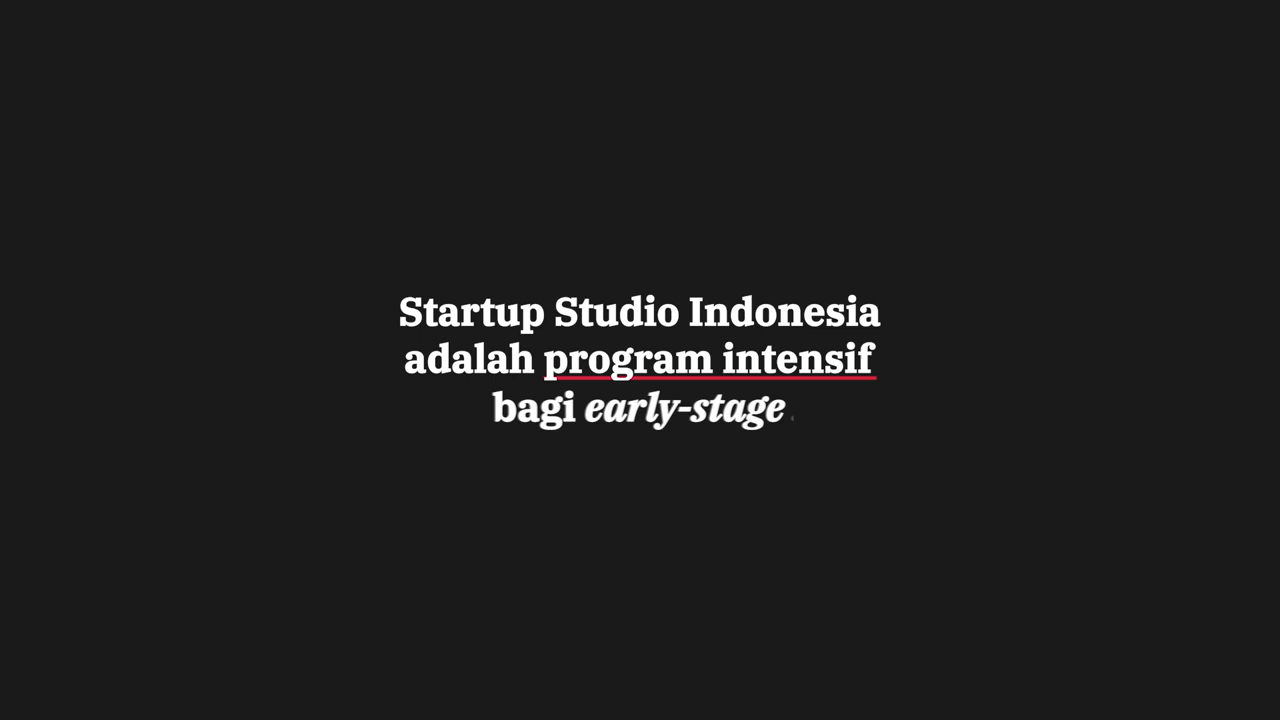 Startup Studio Indonesia
adalah program intensif
bagi early-stage